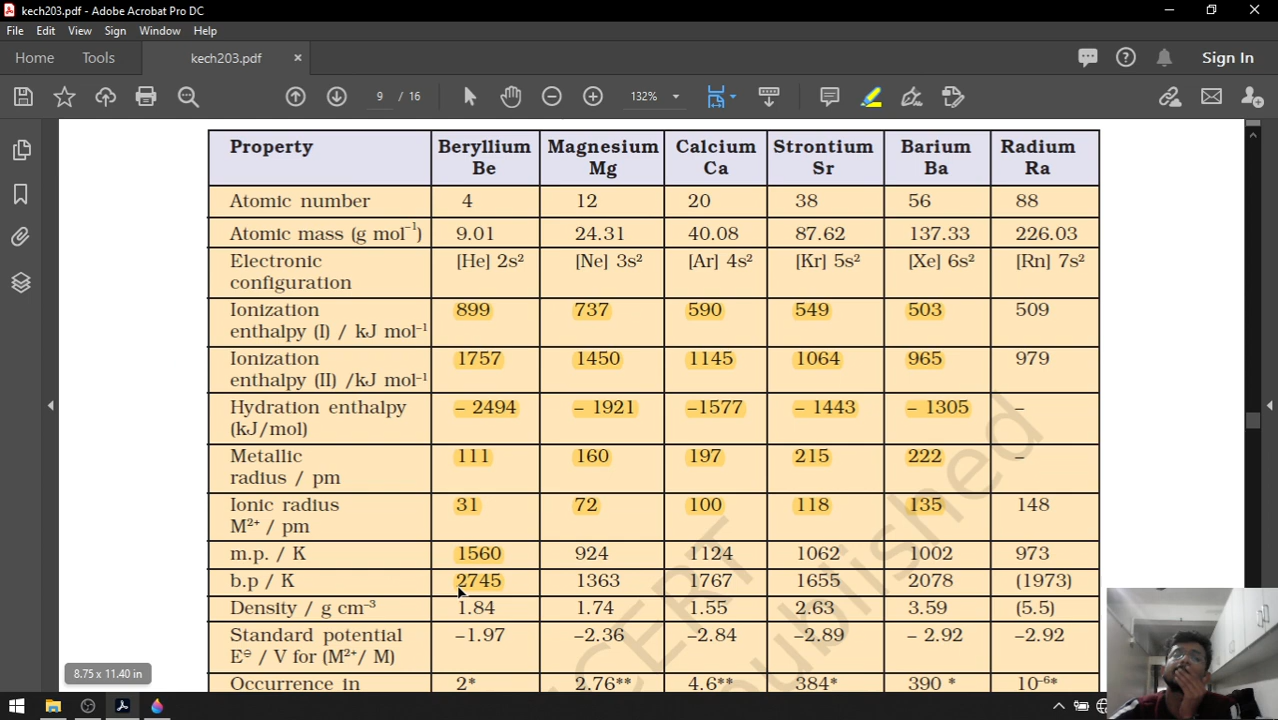 kech203.pdf - Adobe Acrobat Pro DC
File Edit View Sign Window Help
Home Tools kech203.pdf × Sign In
9 / 16 132%
Property Beryllium Magnesium Calcium Strontium Barium Radium
Be Mg Ca Sr Ba Ra
Atomic number 4 12 20 38 56 88
Atomic mass (g mol⁻¹) 9.01 24.31 40.08 87.62 137.33 226.03
Electronic [He] 2s² [Ne] 3s² [Ar] 4s² [Kr] 5s² [Xe] 6s² [Rn] 7s²
configuration
Ionization 899 737 590 549 503 509
enthalpy (I) / kJ mol⁻¹
Ionization 1757 1450 1145 1064 965 979
enthalpy (II) /kJ mol⁻¹
Hydration enthalpy – 2494 – 1921 –1577 – 1443 – 1305 –
(kJ/mol)
Metallic 111 160 197 215 222 –
radius / pm
Ionic radius 31 72 100 118 135 148
M²⁺ / pm
m.p. / K 1560 924 1124 1062 1002 973
b.p / K 2745 1363 1767 1655 2078 (1973)
Density / g cm⁻³ 1.84 1.74 1.55 2.63 3.59 (5.5)
Standard potential –1.97 –2.36 –2.84 –2.89 – 2.92 –2.92
E⊖ / V for (M²⁺/ M)
Occurrence in 2* 2.76** 4.6** 384* 390 * 10⁻⁶*
8.75 x 11.40 in
CERT
published